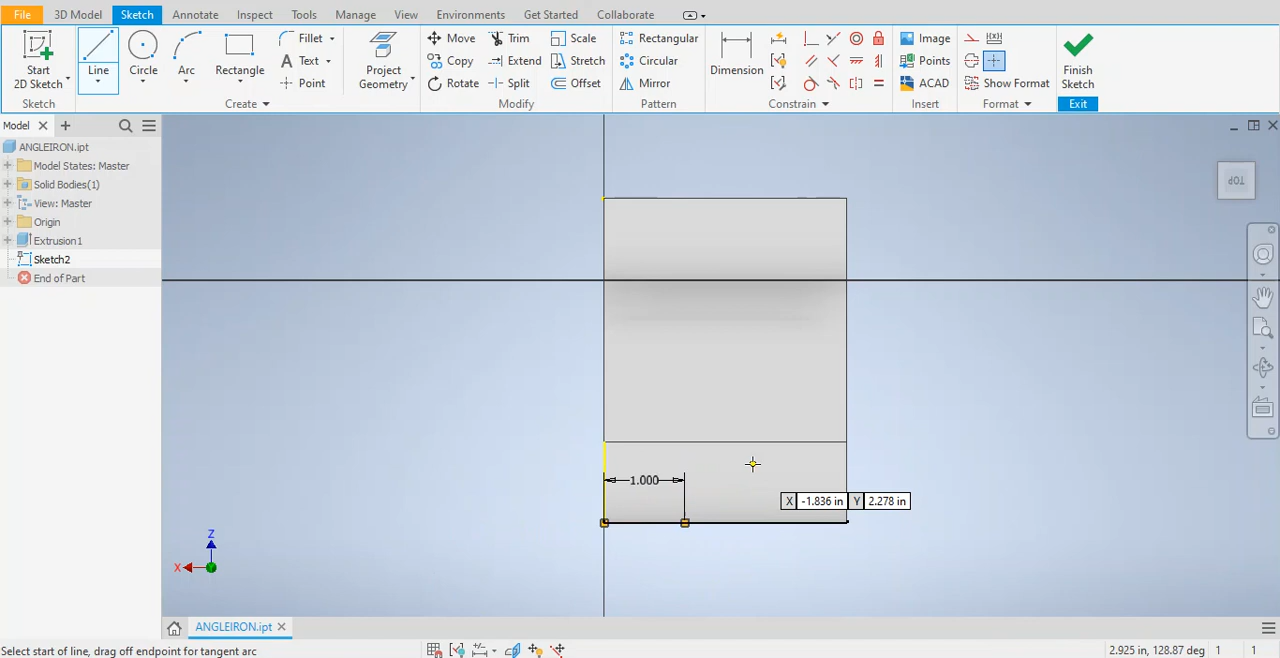 File 3D Model Sketch Annotate Inspect Tools Manage View Environments Get Started Collaborate
Start 2D Sketch
Line
Circle
Arc
Rectangle
Fillet
Text
Point
Project Geometry
Move
Copy
Rotate
Trim
Extend
Split
Scale
Stretch
Offset
Rectangular
Circular
Mirror
Dimension
Image
Points
ACAD
Show Format
Finish Sketch
Sketch Create Modify Pattern Constrain Insert Format Exit
Model
ANGLEIRON.ipt
Model States: Master
Solid Bodies(1)
View: Master
Origin
Extrusion1
Sketch2
End of Part
TOP
1.000
X -1.836 in Y 2.278 in
Z
X
ANGLEIRON.ipt
Select start of line, drag off endpoint for tangent arc
2.925 in, 128.87 deg 1 1